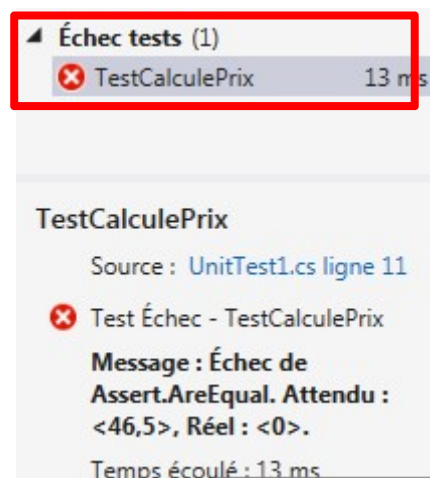 Échec tests (1)
TestCalculePrix 13 ms
TestCalculePrix
Source : UnitTest1.cs ligne 11
Test Échec - TestCalculePrix
Message : Échec de
Assert.AreEqual. Attendu :
<46,5>, Réel : <0>.
Temps écoulé : 13 ms